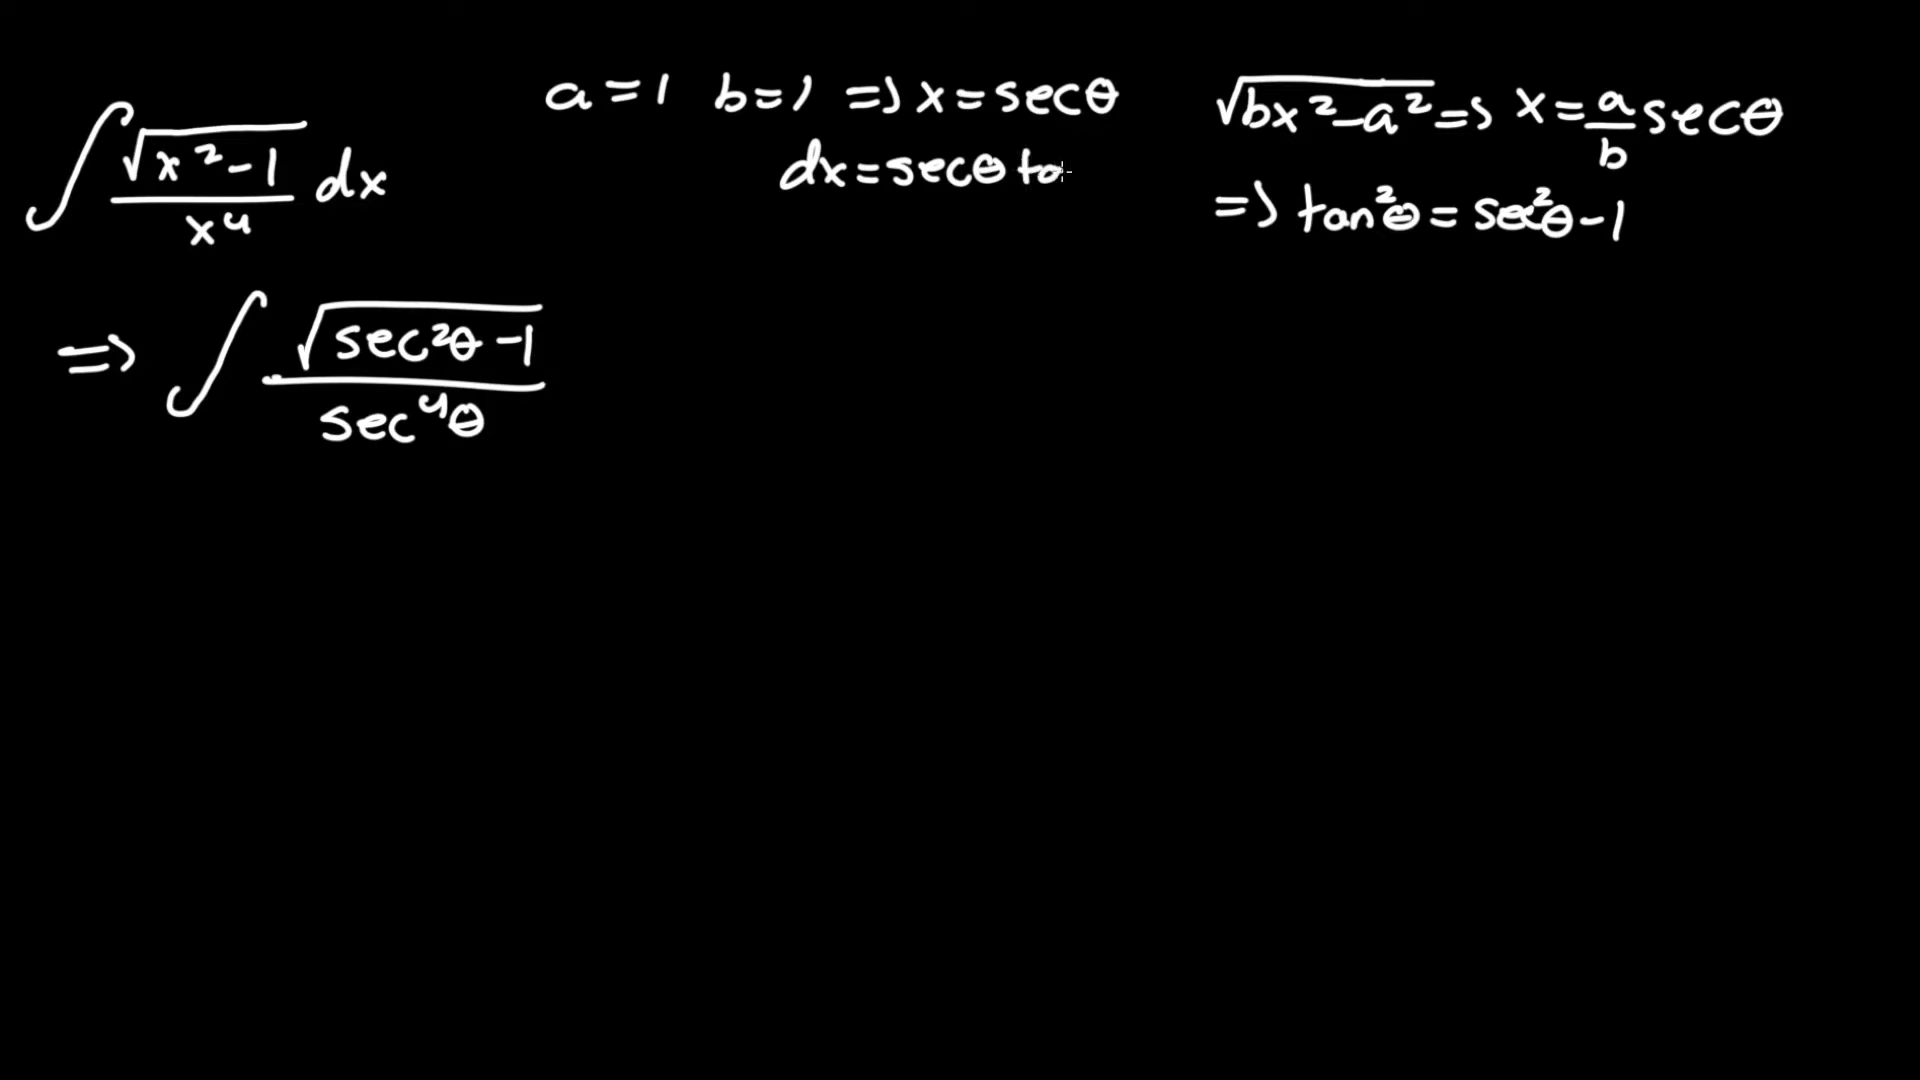 ∫ √(x² - 1) / x⁴ dx
a = 1 b = 1 => x = secθ
dx = secθ ta
√(bx² - a²) => x = a/b secθ
=> tan²θ = sec²θ - 1
=> ∫ √(sec²θ - 1) / sec⁴θ